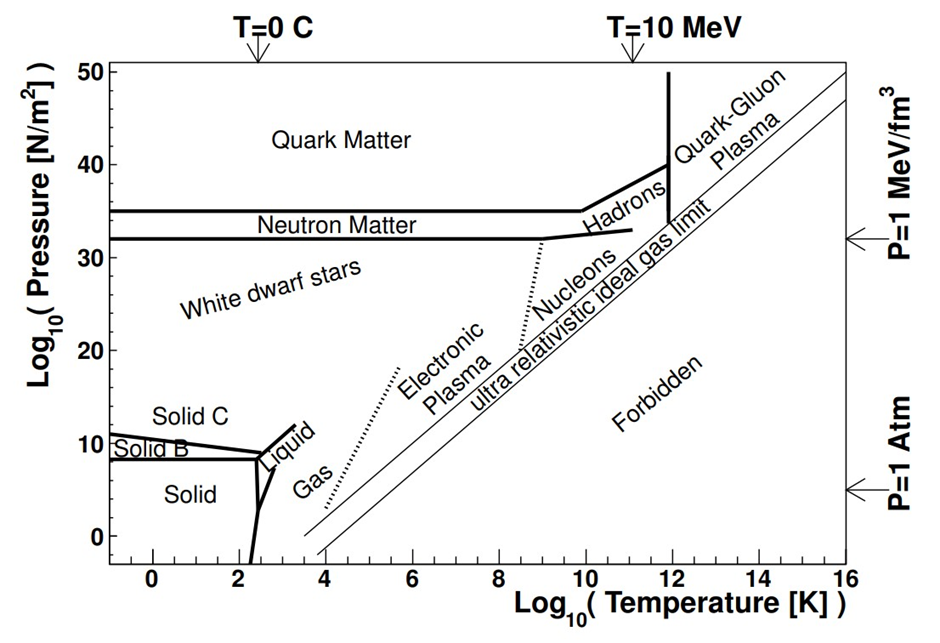 T=0 C
T=10 MeV
Log10( Presssure [N/m2] )
50
40
30
20
10
0
Quark Matter
Quark-Gluon
Plasma
Hadrons
Neutron Matter
White dwarf stars
Nucleons
ultra relativistic ideal gas limit
Electronic
Plasma
Forbidden
Solid C
Solid B
Liquid
Solid
Gas
P=1 MeV/fm3
P=1 Atm
0
2
4
6
8
10
12
14
16
Log10( Temperature [K] )